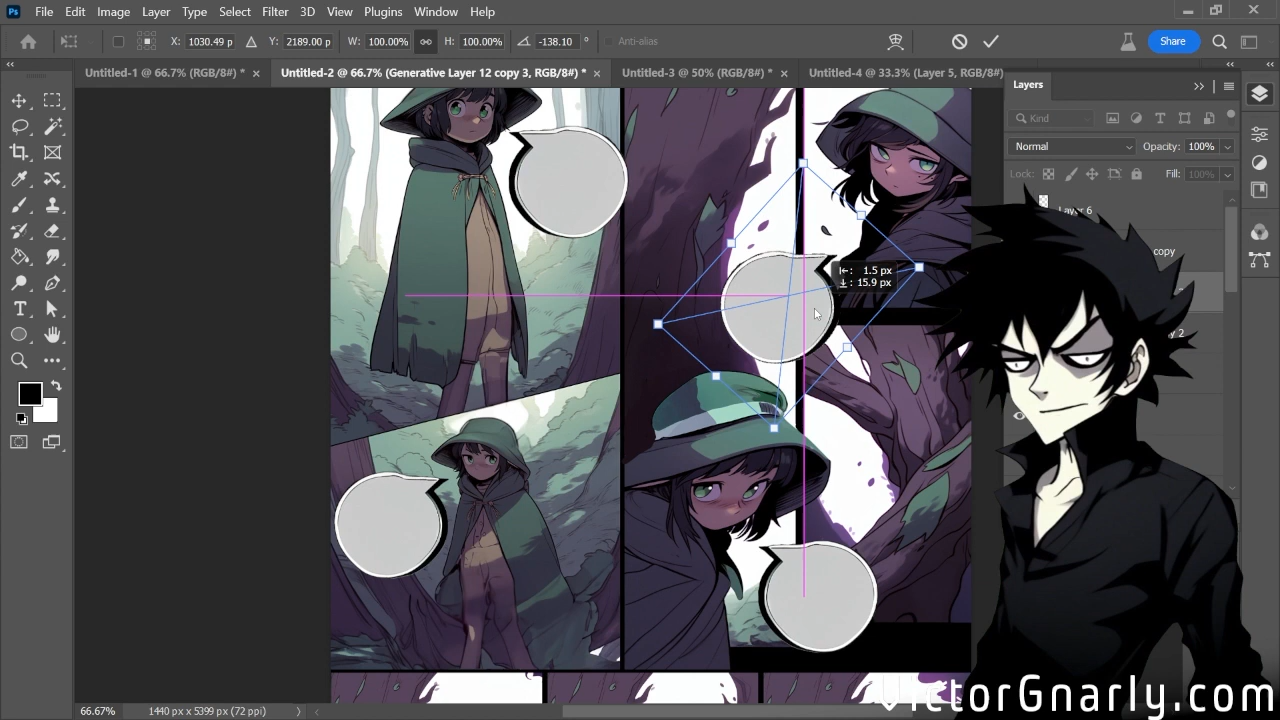 Ps File Edit Image Layer Type Select Filter 3D View Plugins Window Help
X: 1030.49 p Y: 2189.00 p W: 100.00% H: 100.00% -138.10 ° Anti-alias Share
Untitled-1 @ 66.7% (RGB/8#) * × Untitled-2 @ 66.7% (Generative Layer 12 copy 3, RGB/8#) * × Untitled-3 @ 50% (RGB/8#) * × Untitled-4 @ 33.3% (Layer 5, RGB/8#)
Layers
Kind
Normal Opacity: 100%
Lock: Fill: 100%
Layer 6
copy
1.5 px
15.9 px
2
66.67% 1440 px x 5399 px (72 ppi)
VictorGnarly.com